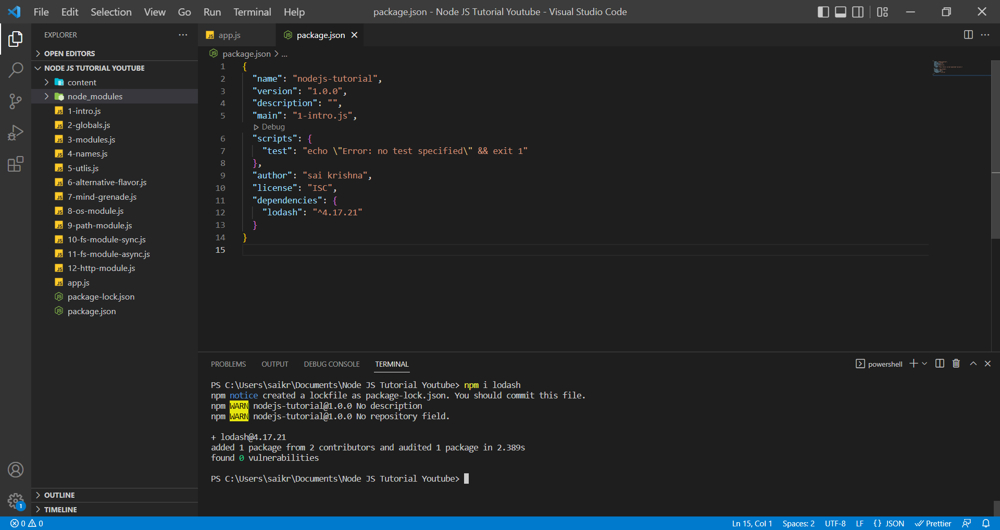 File Edit Selection View Go Run Terminal Help
package.json - Node JS Tutorial Youtube - Visual Studio Code
EXPLORER
OPEN EDITORS
NODE JS TUTORIAL YOUTUBE
content
node_modules
1-intro.js
2-globals.js
3-modules.js
4-names.js
5-utlis.js
6-alternative-flavor.js
7-mind-grenade.js
8-os-module.js
9-path-module.js
10-fs-module-sync.js
11-fs-module-async.js
12-http-module.js
app.js
package-lock.json
package.json
OUTLINE
TIMELINE
app.js
package.json
package.json > ...
1 {
2 "name": "nodejs-tutorial",
3 "version": "1.0.0",
4 "description": "",
5 "main": "1-intro.js",
Debug
6 "scripts": {
7 "test": "echo \"Error: no test specified\" && exit 1"
8 },
9 "author": "sai krishna",
10 "license": "ISC",
11 "dependencies": {
12 "lodash": "^4.17.21"
13 }
14 }
15
PROBLEMS OUTPUT DEBUG CONSOLE TERMINAL
powershell
PS C:\Users\saikr\Documents\Node JS Tutorial Youtube> npm i lodash
npm notice created a lockfile as package-lock.json. You should commit this file.
npm WARN nodejs-tutorial@1.0.0 No description
npm WARN nodejs-tutorial@1.0.0 No repository field.
+ lodash@4.17.21
added 1 package from 2 contributors and audited 1 package in 2.389s
found 0 vulnerabilities
PS C:\Users\saikr\Documents\Node JS Tutorial Youtube>
1
0 0
Ln 15, Col 1 Spaces: 2 UTF-8 LF {} JSON Prettier